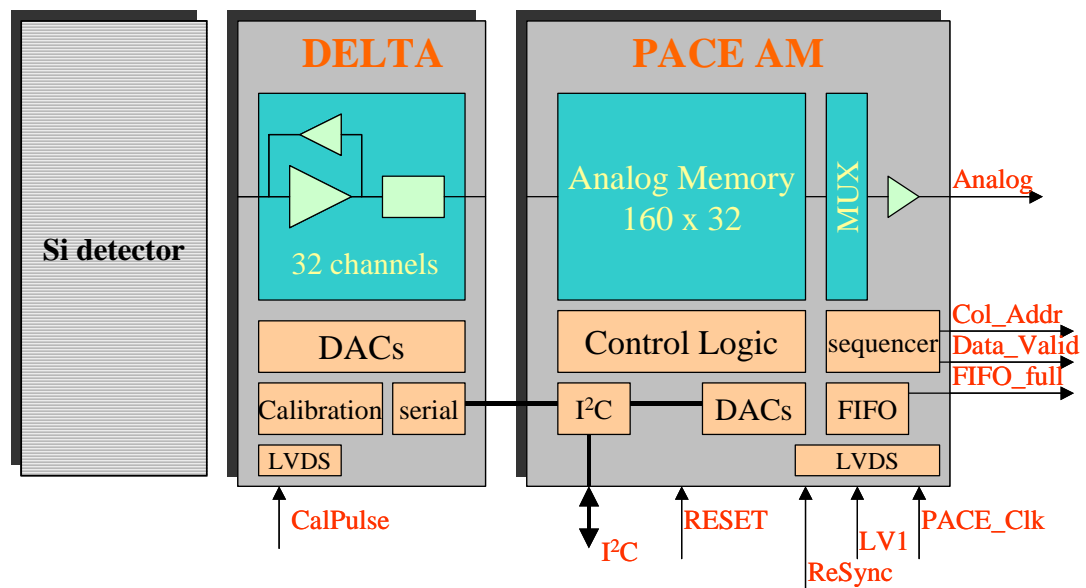 DELTA
PACE AM
Analog Memory
160 x 32
MUX
Analog
Si detector
32 channels
Col_Addr
DACs
Control Logic
sequencer
Data_Valid
FIFO_full
Calibration
serial
I²C
DACs
FIFO
LVDS
LVDS
CalPulse
RESET
PACE_Clk
I²C
LV1
ReSync